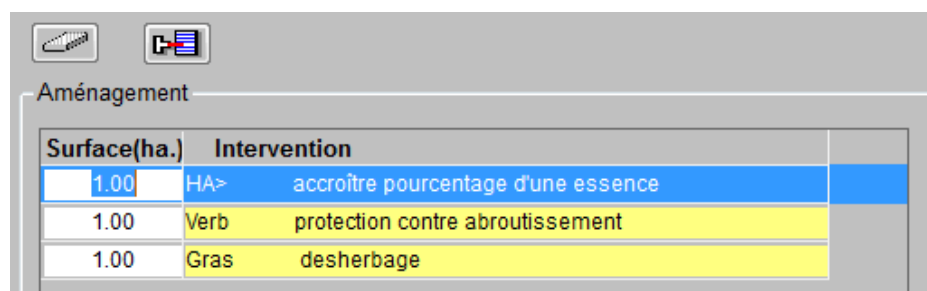 Aménagement
Surface(ha.) Intervention
1.00 HA> accroître pourcentage d'une essence
1.00 Verb protection contre abroutissement
1.00 Gras desherbage